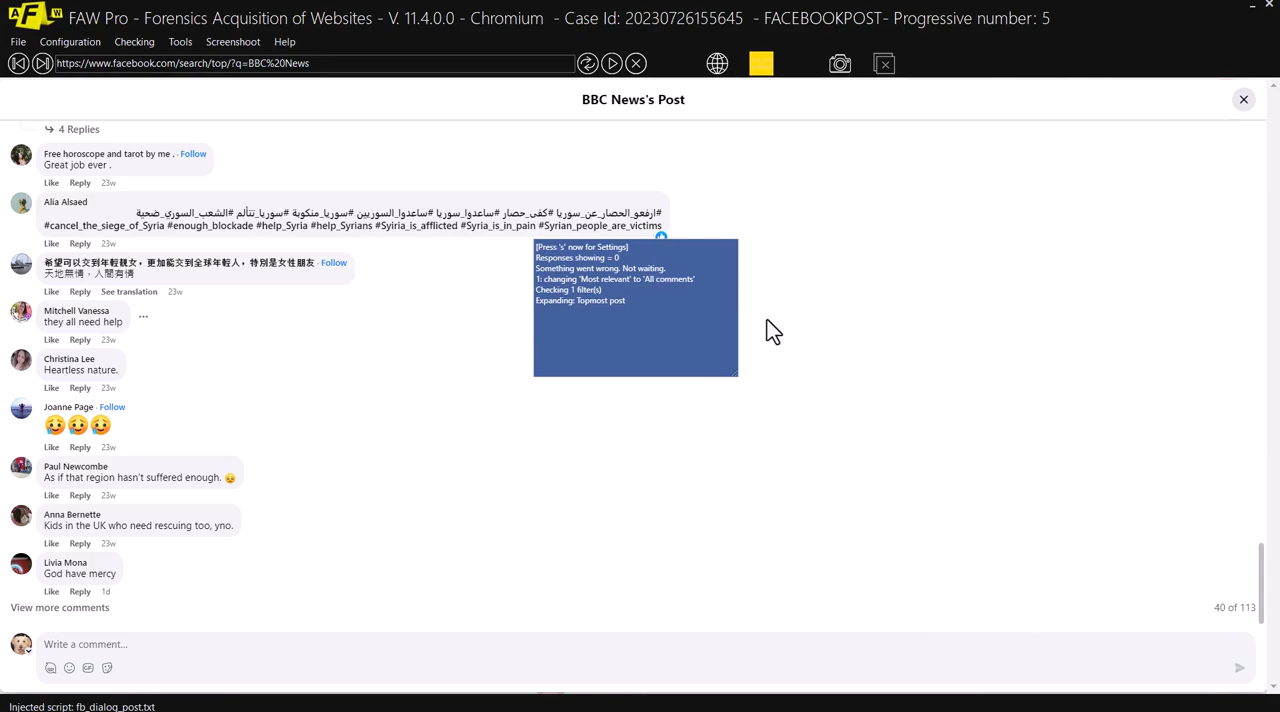 FAW Pro - Forensics Acquisition of Websites - V. 11.4.0.0 - Chromium - Case Id: 20230726155645 - FACEBOOKPOST- Progressive number: 5
File Configuration Checking Tools Screenshot Help
https://www.facebook.com/search/top/?q=BBC%20News
BBC News's Post
4 Replies
Free horoscope and tarot by me . · Follow
Great job ever .
Like Reply 23w
Alia Alsaed
#ارفعو_الحصار_عن_سوريا #كفى_حصار #ساعدوا_سوريا #ساعدوا_السوريين #سوريا_منكوبة #سوريا_تتألم #الشعب_السوري_ضحية
#cancel_the_siege_of_Syria #enough_blockade #help_Syria #help_Syrians #Syiria_is_afflicted #Syria_is_in_pain #Syrian_people_are_victims
Like Reply 23w
希望可以交到年輕靚女，更加能交到全球年輕人，特別是女性朋友 · Follow
天地無情，人間有情
Like Reply See translation 23w
Mitchell Vanessa
they all need help
Like Reply 23w
Christina Lee
Heartless nature.
Like Reply 23w
Joanne Page · Follow
😥😥😥
Like Reply 23w
Paul Newcombe
As if that region hasn't suffered enough. 😞
Like Reply 23w
Anna Bernette
Kids in the UK who need rescuing too, yno.
Like Reply 23w
Livia Mona
God have mercy
Like Reply 1d
View more comments 40 of 113
Write a comment...
[Press 's' now for Settings]
Responses showing = 0
Something went wrong. Not waiting.
1: changing 'Most relevant' to 'All comments'
Checking 1 filter(s)
Expanding: Topmost post
Injected script: fb_dialog_post.txt